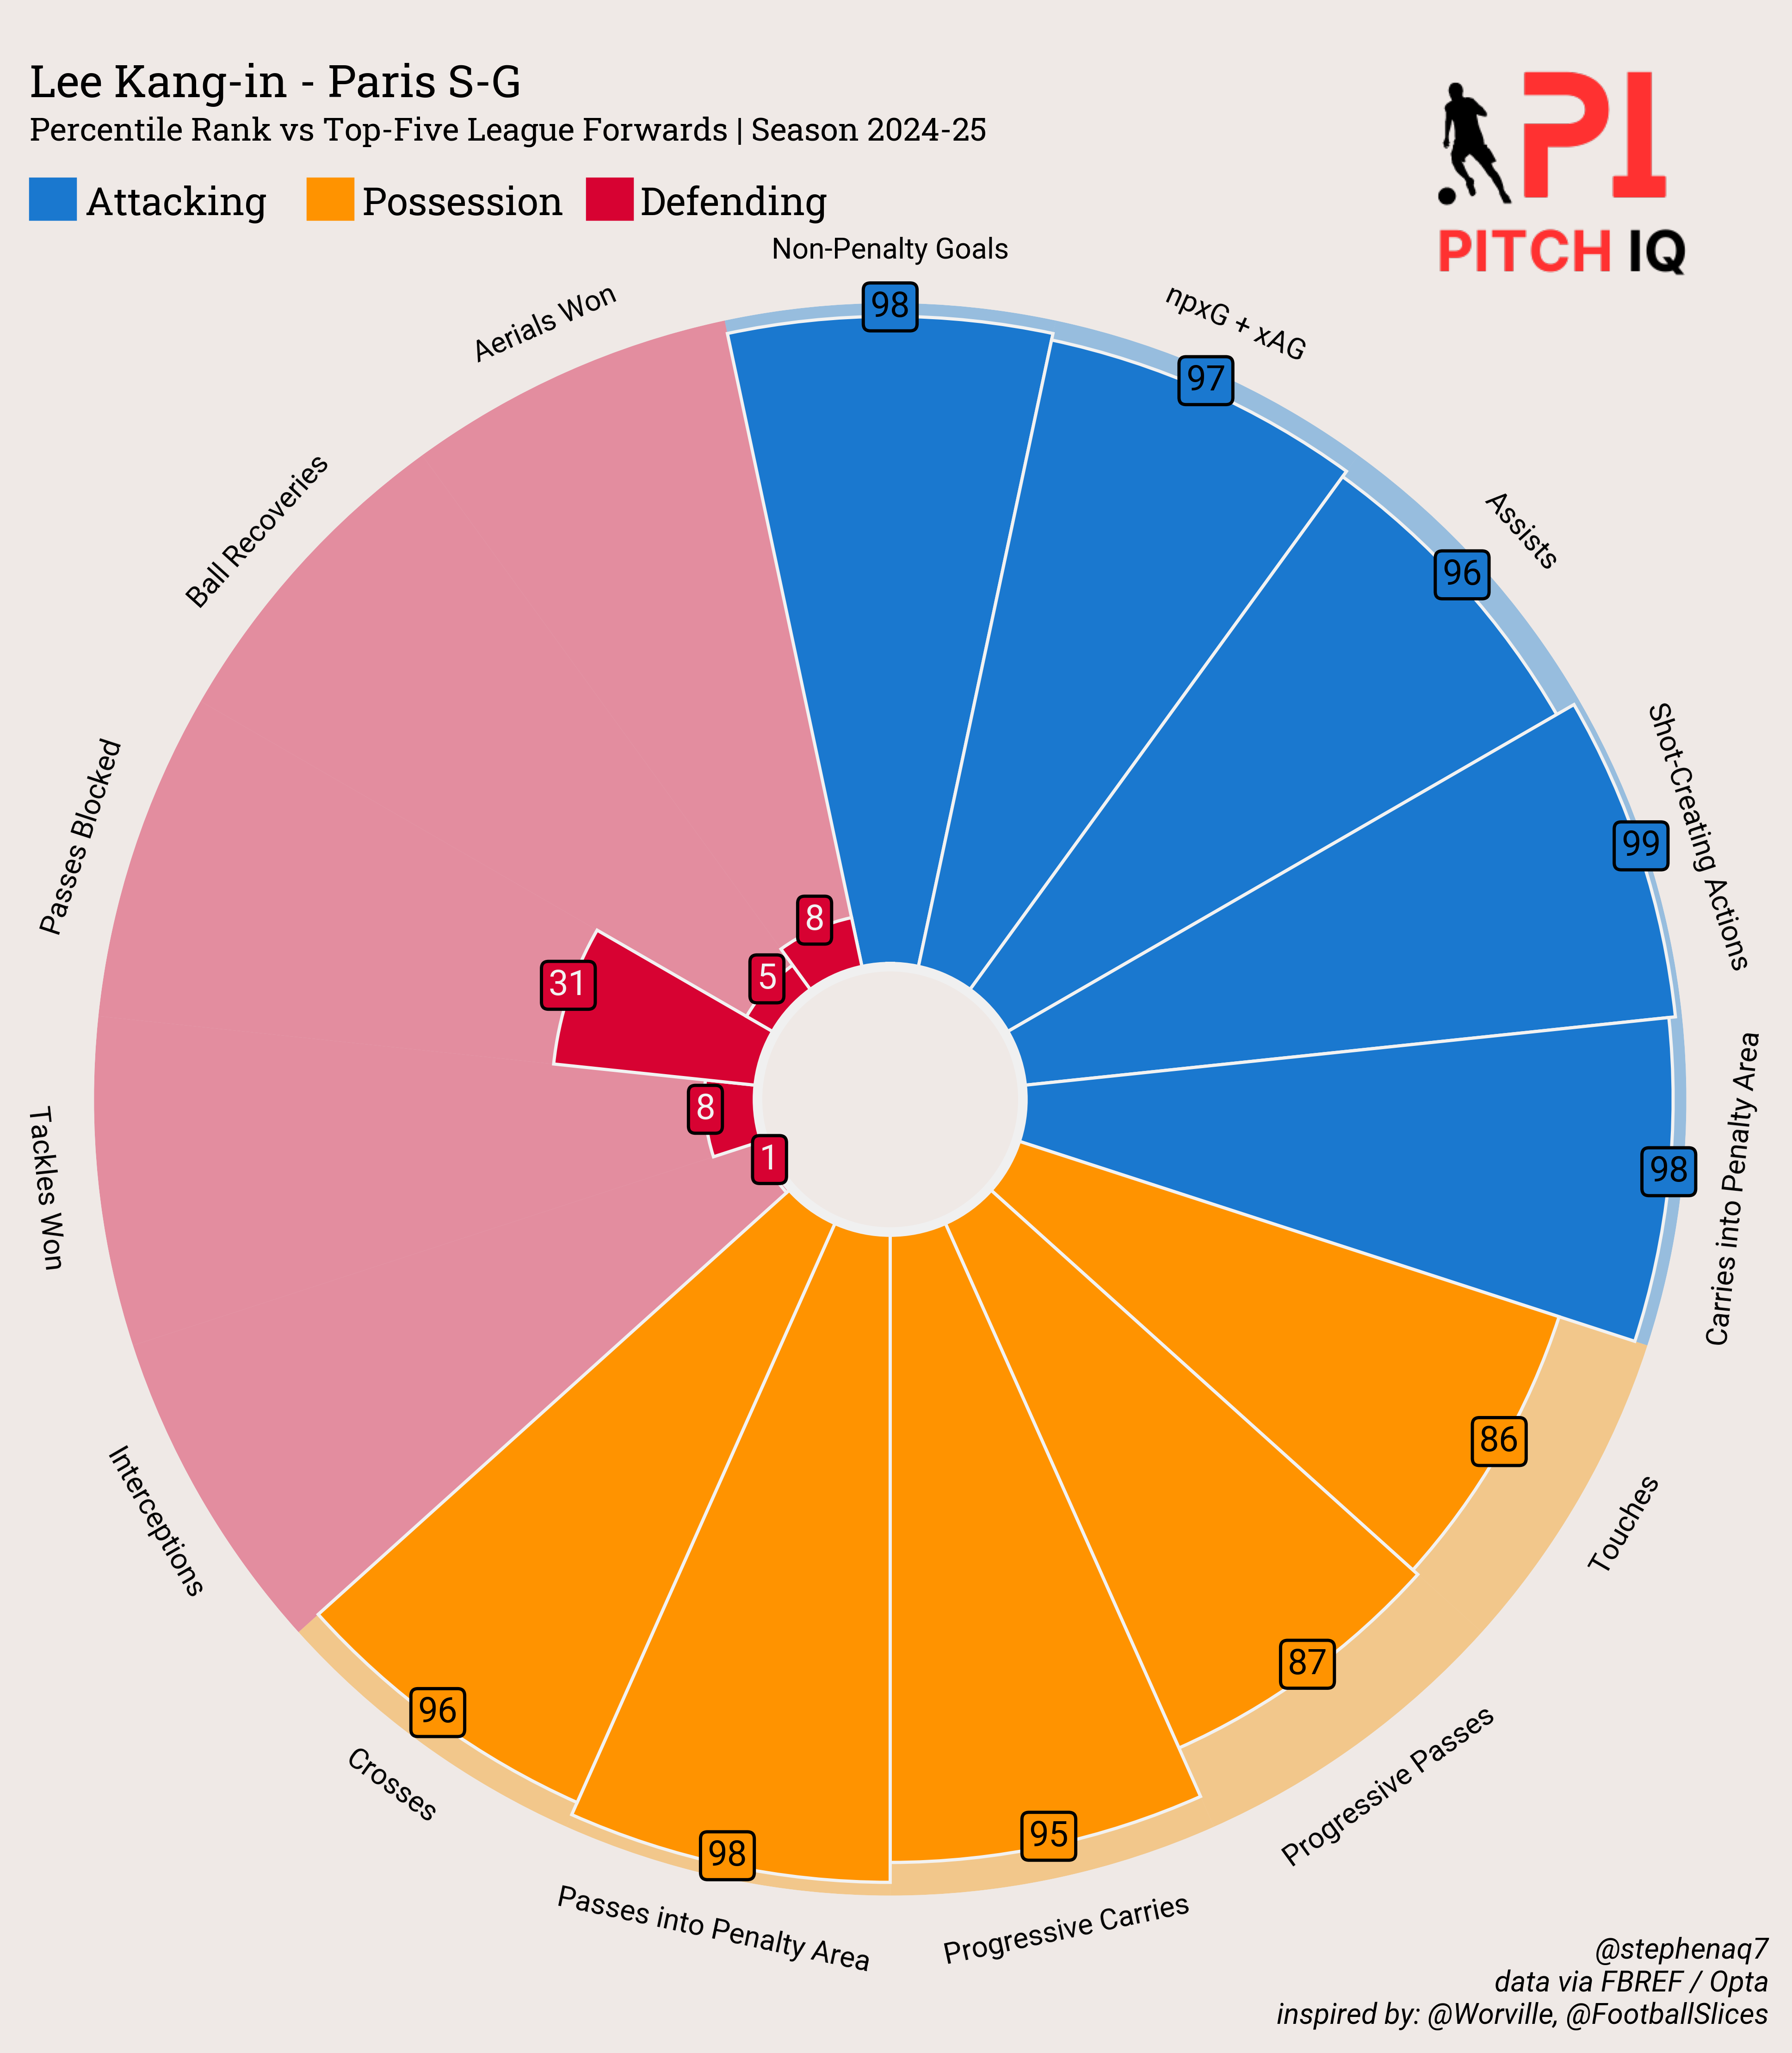 Lee Kang-in - Paris S-G
Percentile Rank vs Top-Five League Forwards | Season 2024-25
Attacking Possession Defending
PI
PITCH IQ
Non-Penalty Goals
98
npxG + xAG
97
Assists
96
Shot-Creating Actions
99
Carries into Penalty Area
98
Touches
86
Progressive Passes
87
Progressive Carries
95
Passes into Penalty Area
98
Crosses
96
Interceptions
1
Tackles Won
8
Passes Blocked
31
Ball Recoveries
5
Aerials Won
8
@stephenaq7
data via FBREF / Opta
inspired by: @Worville, @FootballSlices